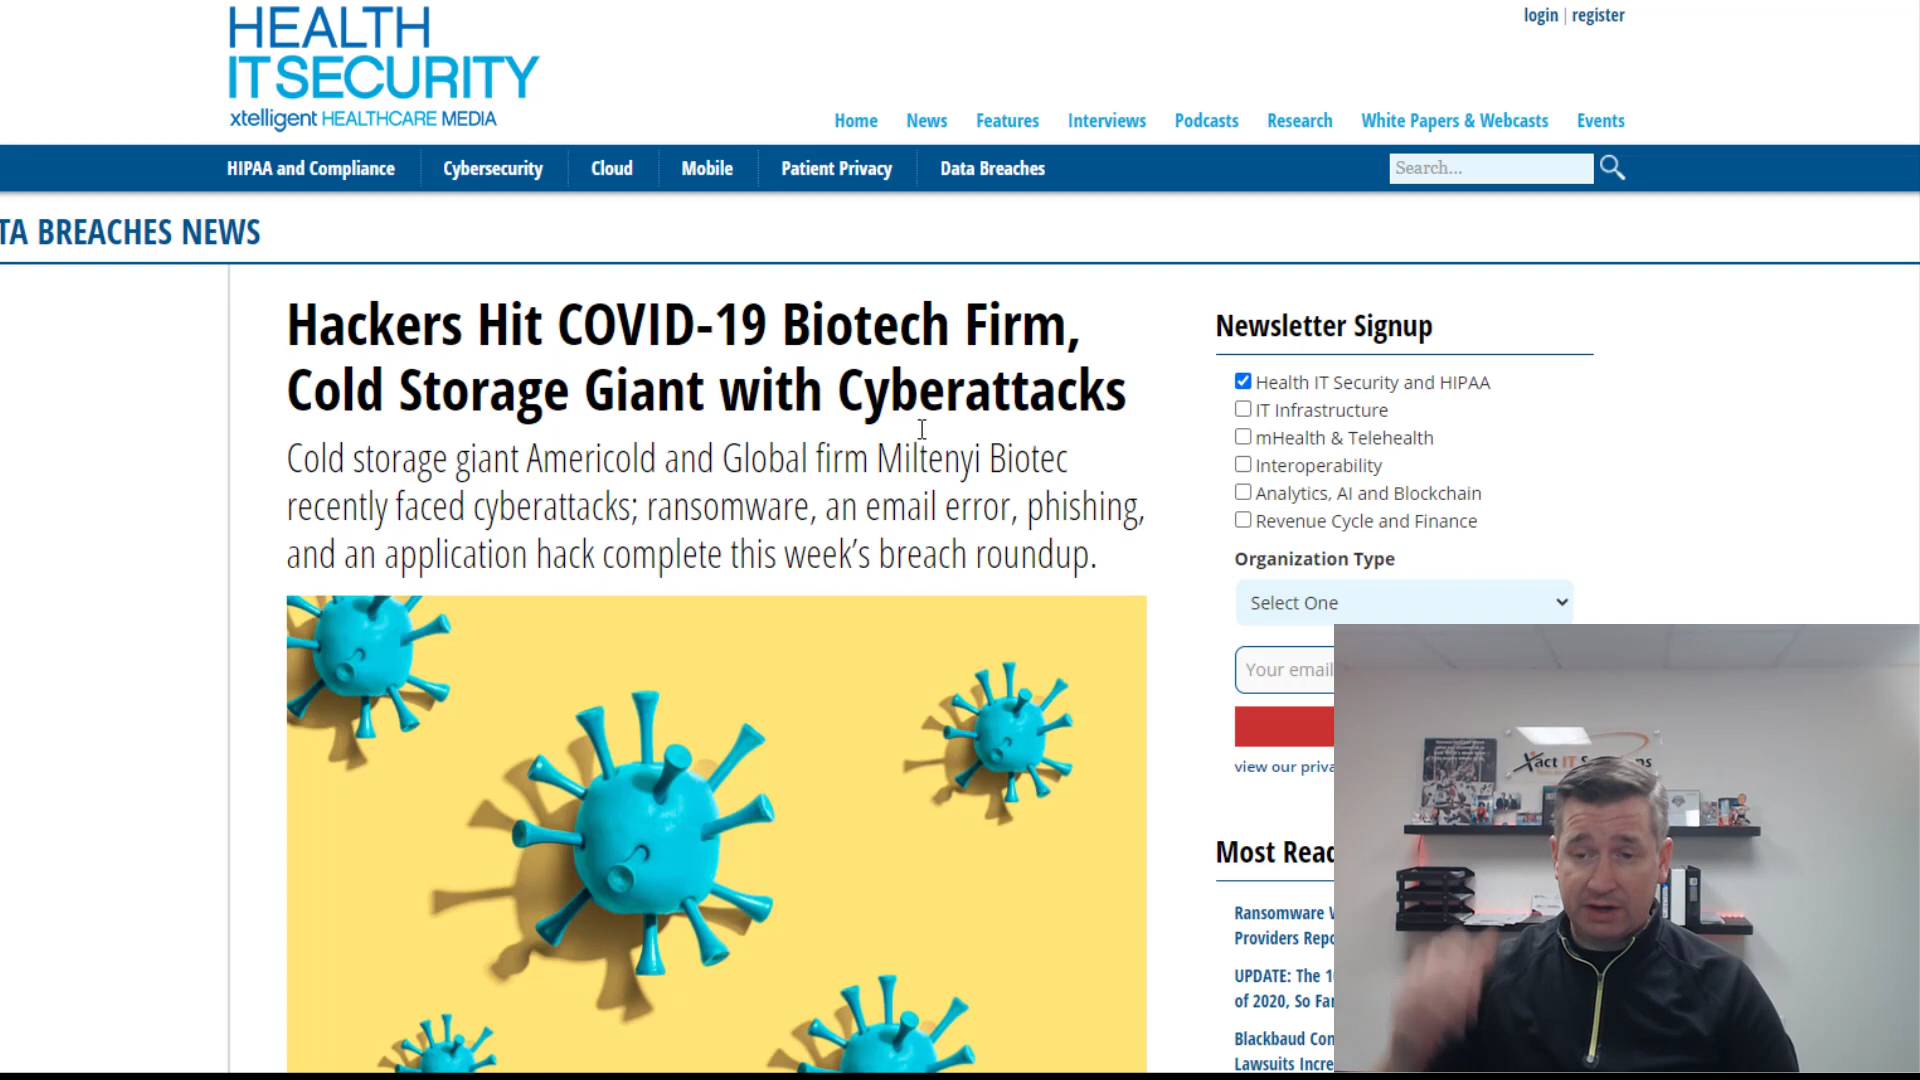 HEALTH
ITSECURITY
xtelligent HEALTHCARE MEDIA
login | register
Home News Features Interviews Podcasts Research White Papers & Webcasts Events
HIPAA and Compliance Cybersecurity Cloud Mobile Patient Privacy Data Breaches
Search...
TA BREACHES NEWS
Hackers Hit COVID-19 Biotech Firm,
Cold Storage Giant with Cyberattacks
Cold storage giant Americold and Global firm Miltenyi Biotec
recently faced cyberattacks; ransomware, an email error, phishing,
and an application hack complete this week’s breach roundup.
Newsletter Signup
Health IT Security and HIPAA
IT Infrastructure
mHealth & Telehealth
Interoperability
Analytics, AI and Blockchain
Revenue Cycle and Finance
Organization Type
Select One
Your email
view our priva
Most Read
Ransomware
Providers Repo
UPDATE: The 1
of 2020, So Far
Blackbaud Con
Lawsuits Incre
Xact IT S ns